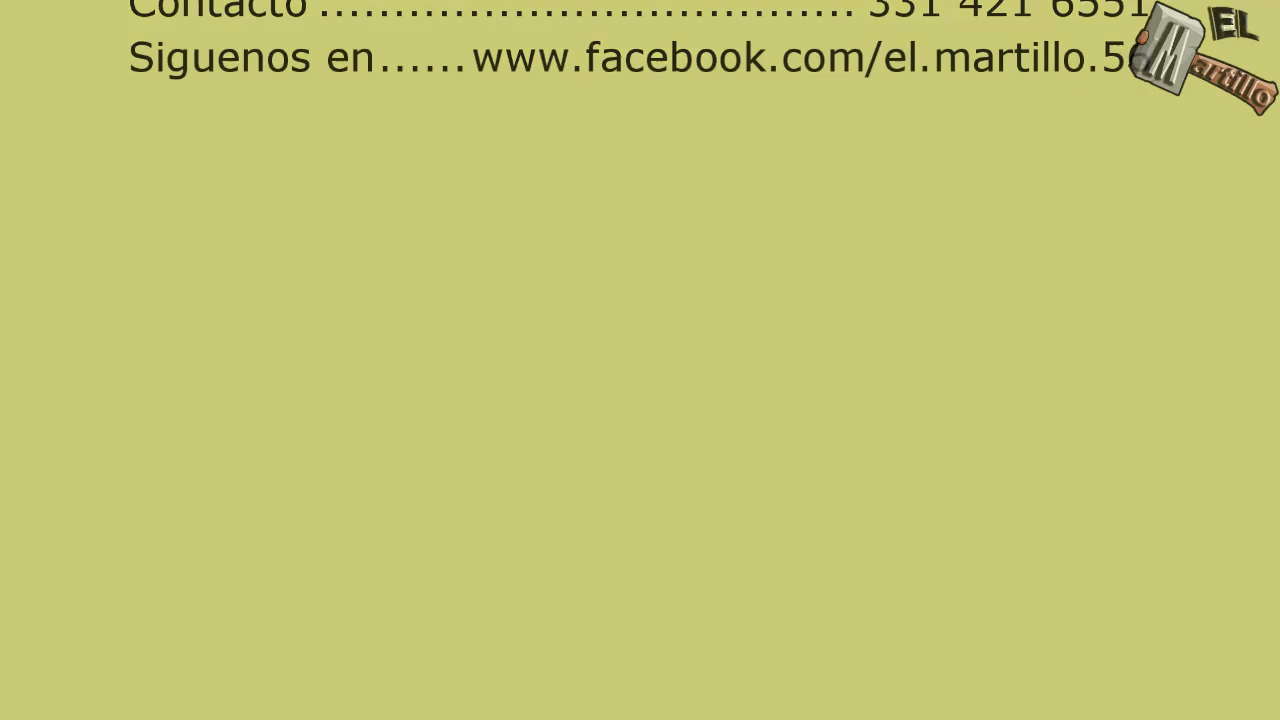 Contacto .................................... 331 421 6551
Siguenos en......www.facebook.com/el.martillo.56
EL
Martillo